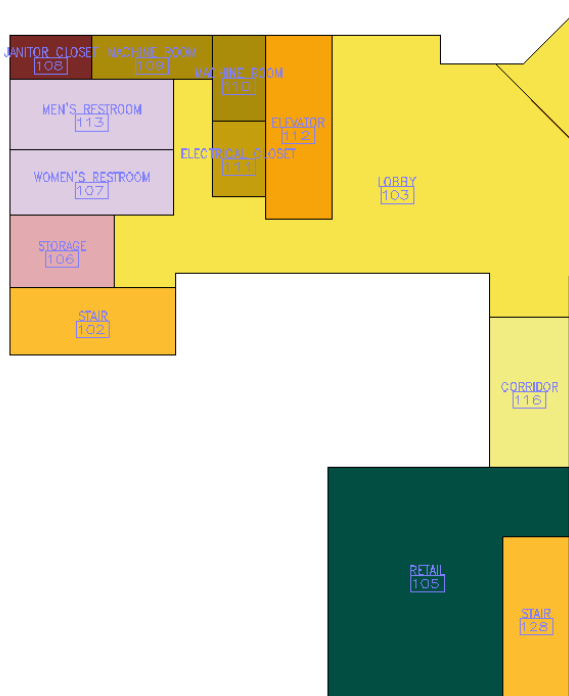 JANITOR CLOSET
108
MACHINE ROOM
109
MACHINE ROOM
110
MEN'S RESTROOM
113
ELEVATOR
112
ELECTRICAL CLOSET
111
WOMEN'S RESTROOM
107
LOBBY
103
STORAGE
106
STAIR
102
CORRIDOR
116
RETAIL
105
STAIR
128